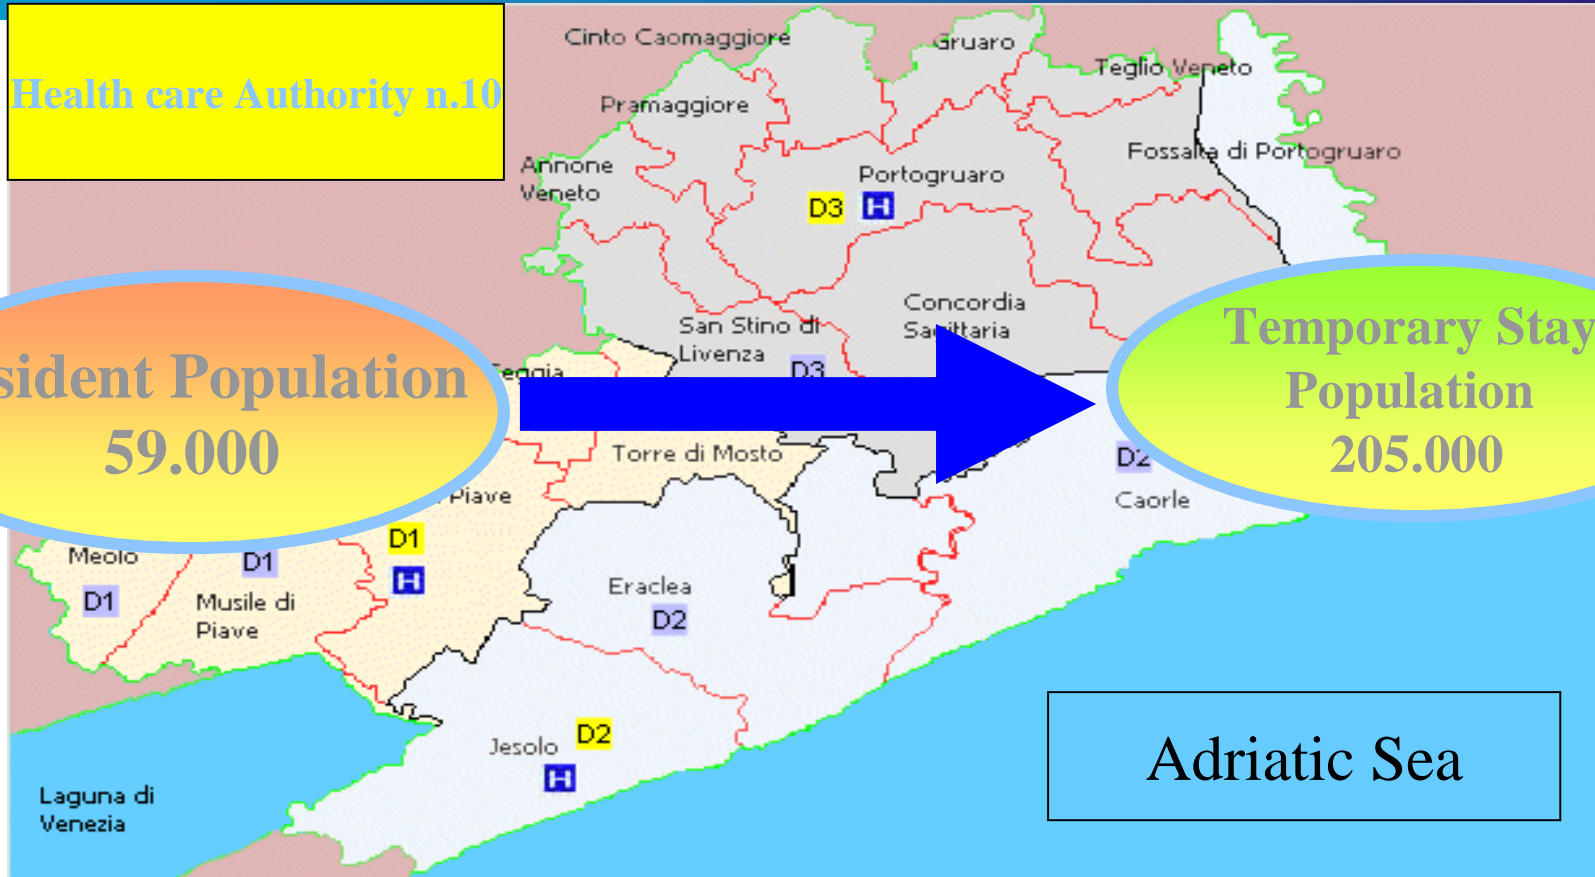 Health care Authority n.10
Cinto Caomaggiore
Gruaro
Teglio Veneto
Pramaggiore
Fossalta di Portogruaro
Annone
Veneto
Portogruaro
D3 H
Concordia
Sagittaria
San Stino di
Livenza
D3
sident Population
59.000
Temporary Stay
Population
205.000
Torre di Mosto
D2
Caorle
Piave
D1
H
Meolo
D1
D1
Musile di
Piave
Eraclea
D2
Jesolo
D2
H
Adriatic Sea
Laguna di
Venezia